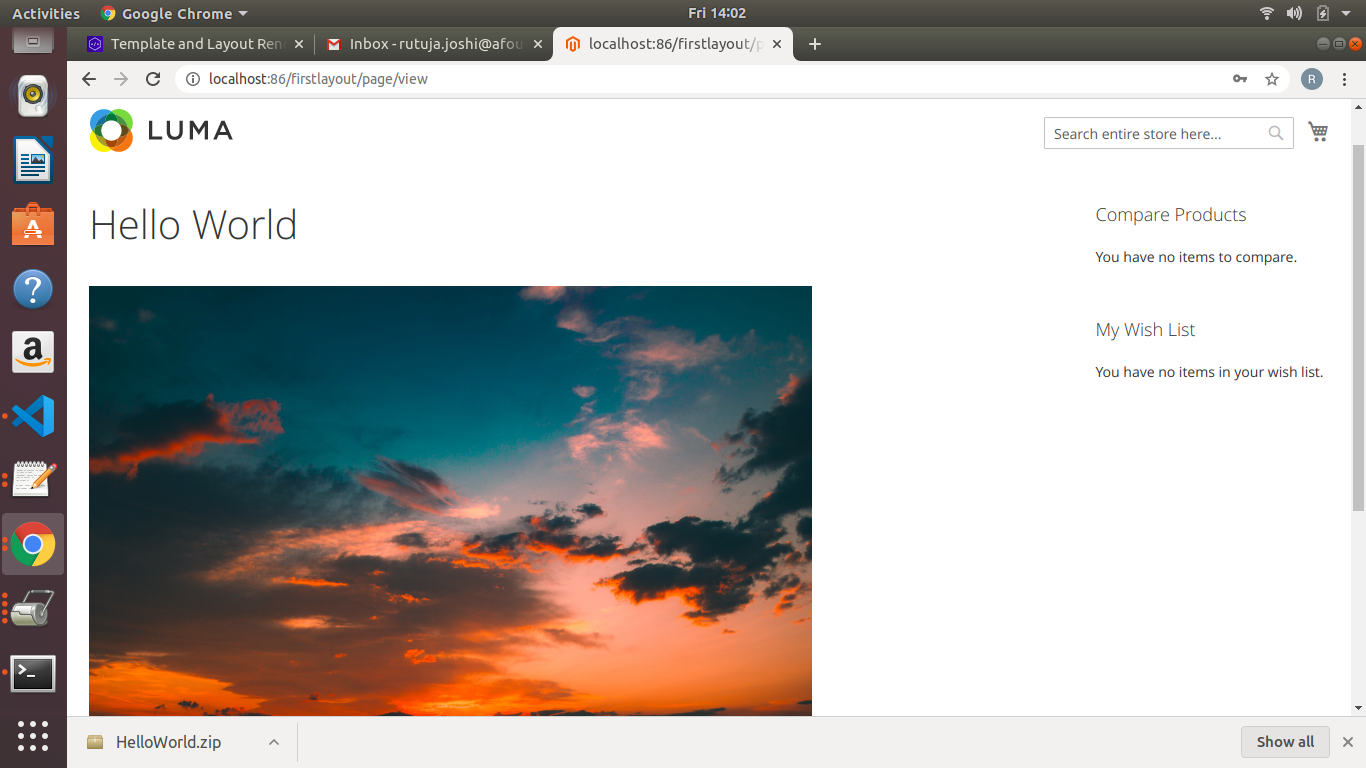 Activities
Google Chrome
Fri 14:02
Template and Layout Ren
Inbox - rutuja.joshi@afou
localhost:86/firstlayout/p
localhost:86/firstlayout/page/view
R
LUMA
Search entire store here...
Hello World
Compare Products
You have no items to compare.
My Wish List
You have no items in your wish list.
HelloWorld.zip
Show all